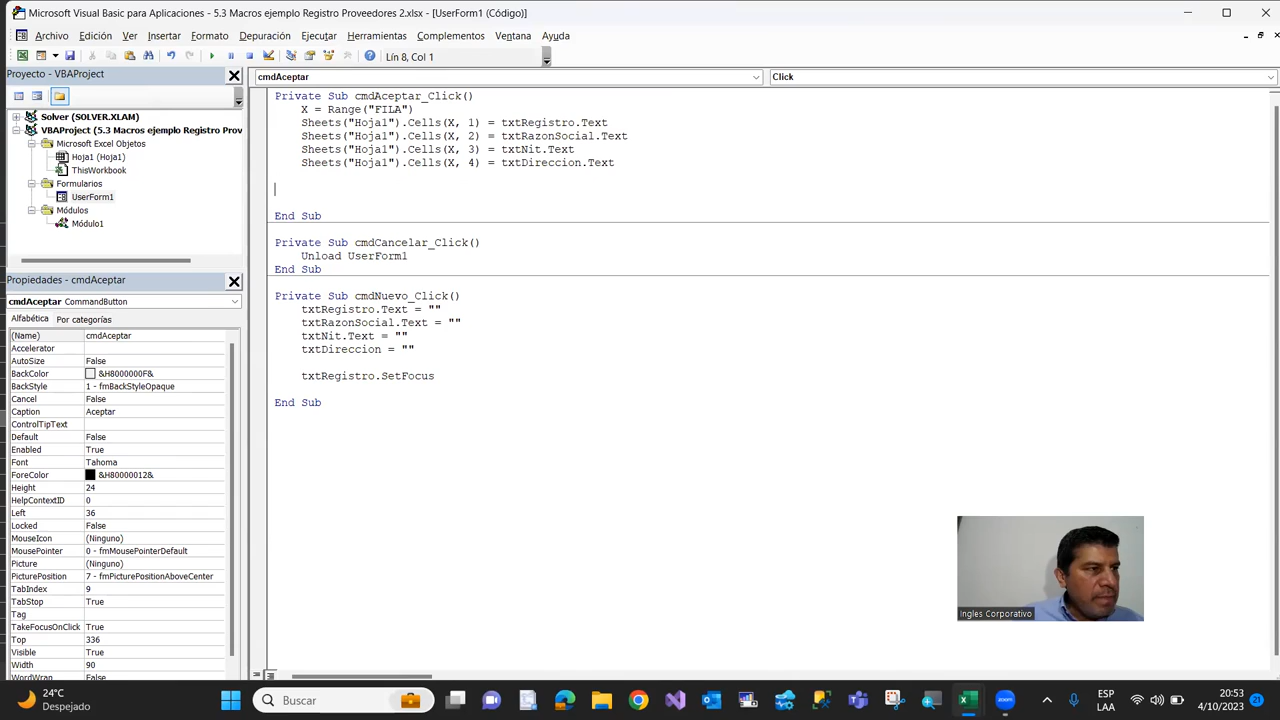 Microsoft Visual Basic para Aplicaciones - 5.3 Macros ejemplo Registro Proveedores 2.xlsx - [UserForm1 (Código)]
Archivo Edición Ver Insertar Formato Depuración Ejecutar Herramientas Complementos Ventana Ayuda
Lín 8, Col 1
Proyecto - VBAProject
Solver (SOLVER.XLAM)
VBAProject (5.3 Macros ejemplo Registro Prov
Microsoft Excel Objetos
Hoja1 (Hoja1)
ThisWorkbook
Formularios
UserForm1
Módulos
Módulo1
Propiedades - cmdAceptar
cmdAceptar CommandButton
Alfabética Por categorías
(Name) cmdAceptar
Accelerator
AutoSize False
BackColor &H8000000F&
BackStyle 1 - fmBackStyleOpaque
Cancel False
Caption Aceptar
ControlTipText
Default False
Enabled True
Font Tahoma
ForeColor &H80000012&
Height 24
HelpContextID 0
Left 36
Locked False
MouseIcon (Ninguno)
MousePointer 0 - fmMousePointerDefault
Picture (Ninguno)
PicturePosition 7 - fmPicturePositionAboveCenter
TabIndex 9
TabStop True
Tag
TakeFocusOnClick True
Top 336
Visible True
Width 90
WordWrap False
cmdAceptar Click
Private Sub cmdAceptar_Click()
X = Range("FILA")
Sheets("Hoja1").Cells(X, 1) = txtRegistro.Text
Sheets("Hoja1").Cells(X, 2) = txtRazonSocial.Text
Sheets("Hoja1").Cells(X, 3) = txtNit.Text
Sheets("Hoja1").Cells(X, 4) = txtDireccion.Text
End Sub
Private Sub cmdCancelar_Click()
Unload UserForm1
End Sub
Private Sub cmdNuevo_Click()
txtRegistro.Text = ""
txtRazonSocial.Text = ""
txtNit.Text = ""
txtDireccion = ""
txtRegistro.SetFocus
End Sub
Ingles Corporativo
24°C
Despejado
Buscar
ESP
LAA
20:53
4/10/2023